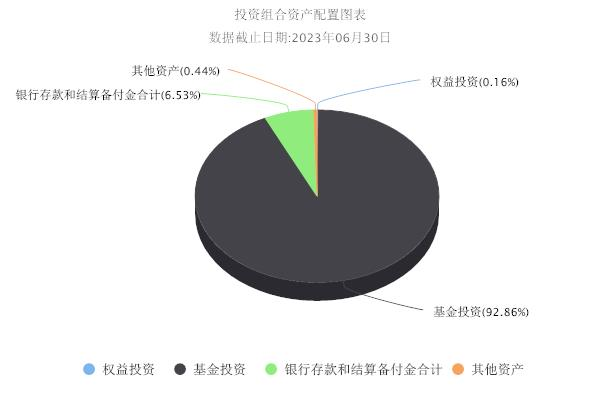 投资组合资产配置图表
数据截止日期:2023年06月30日
其他资产(0.44%)
权益投资(0.16%)
银行存款和结算备付金合计(6.53%)
基金投资(92.86%)
权益投资 基金投资 银行存款和结算备付金合计 其他资产